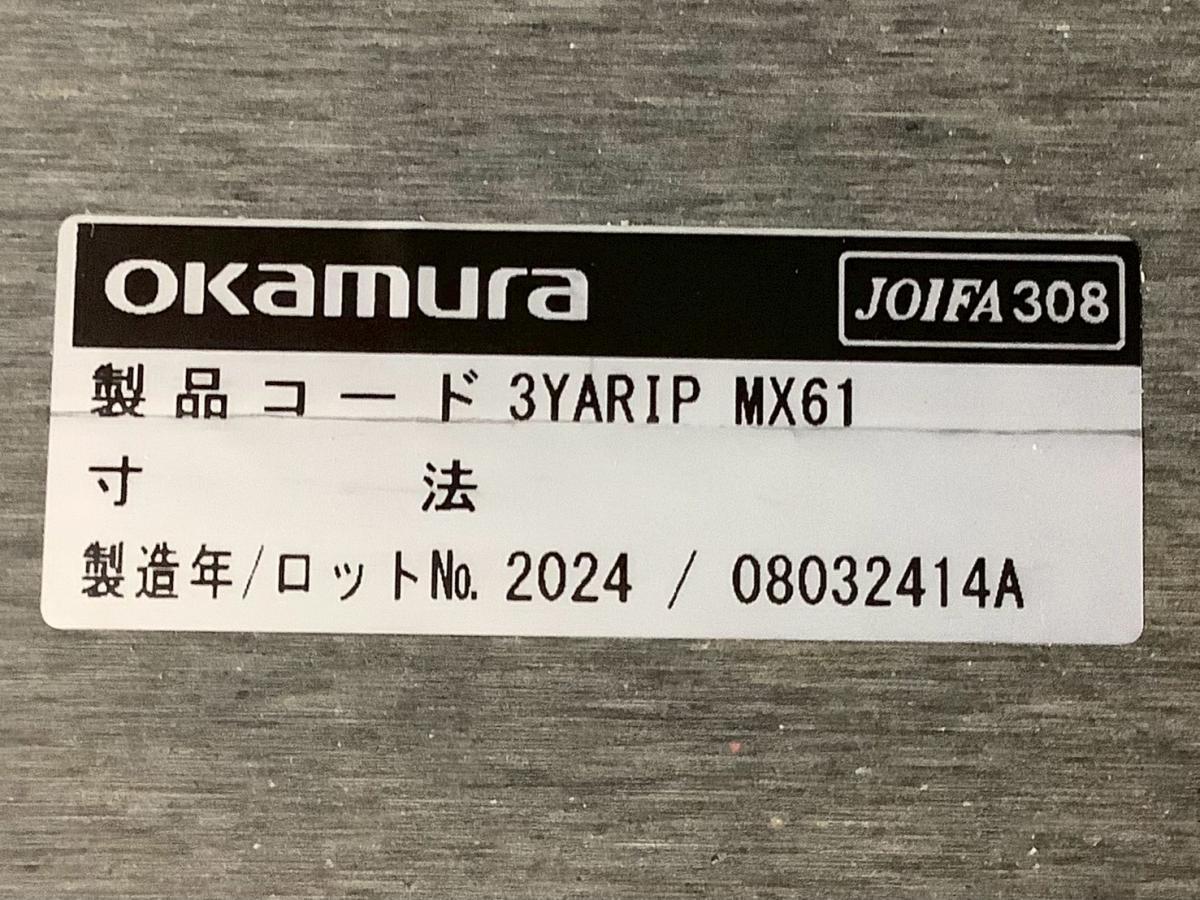 okamura JOIFA308
製品コード 3YARIP MX61
寸法
製造年/ロットNo. 2024 / 08032414A